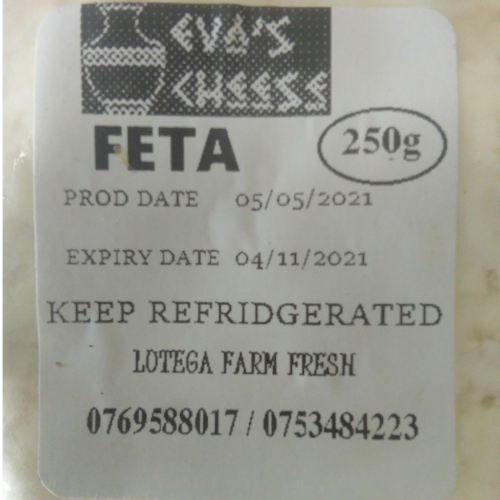 EVA'S
CHEESE
FETA
250g
PROD DATE 05/05/2021
EXPIRY DATE 04/11/2021
KEEP REFRIDGERATED
LOTEGA FARM FRESH
0769588017 / 0753484223